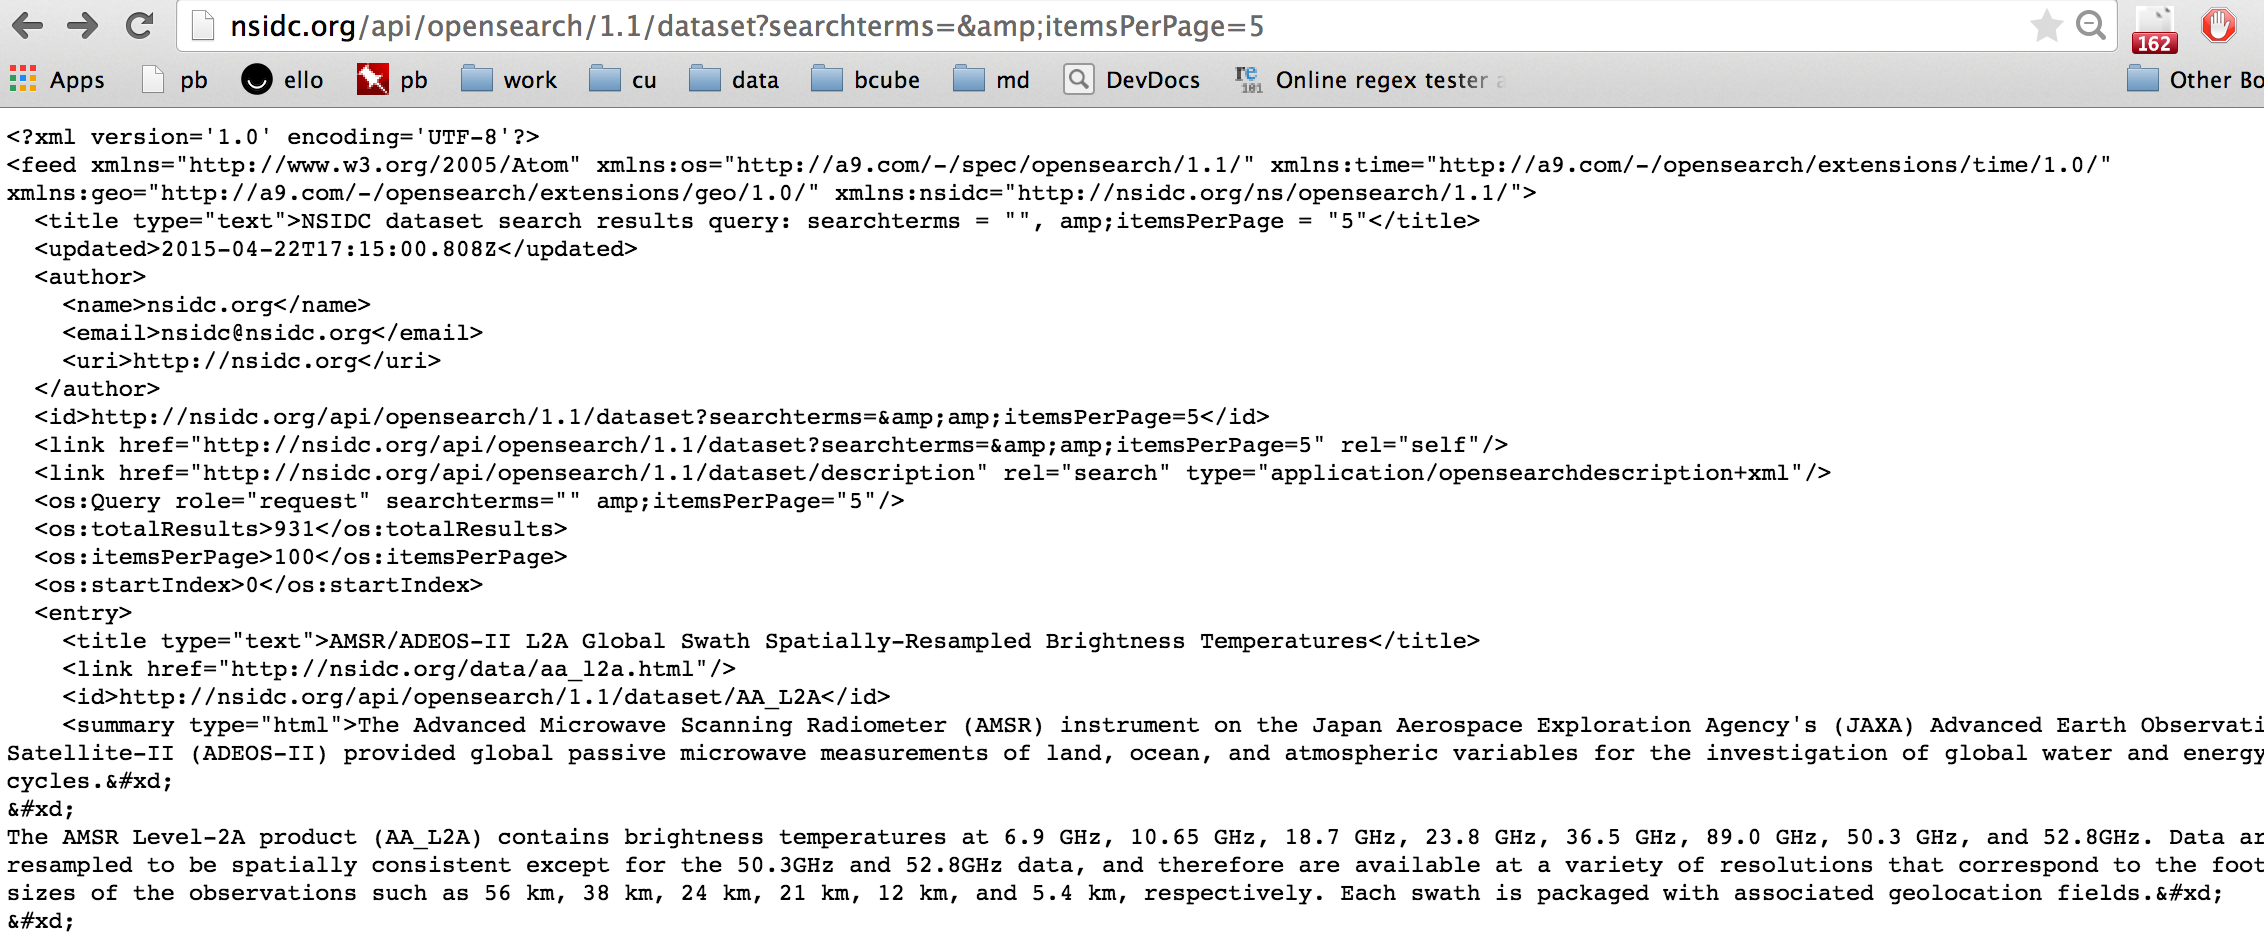 nsidc.org/api/opensearch/1.1/dataset?searchterms=&amp;itemsPerPage=5
162
Apps pb ello pb work cu data bcube md DevDocs re 101 Online regex tester a Other Bo
<?xml version='1.0' encoding='UTF-8'?>
<feed xmlns="http://www.w3.org/2005/Atom" xmlns:os="http://a9.com/-/spec/opensearch/1.1/" xmlns:time="http://a9.com/-/opensearch/extensions/time/1.0/"
xmlns:geo="http://a9.com/-/opensearch/extensions/geo/1.0/" xmlns:nsidc="http://nsidc.org/ns/opensearch/1.1/">
  <title type="text">NSIDC dataset search results query: searchterms = "", amp;itemsPerPage = "5"</title>
  <updated>2015-04-22T17:15:00.808Z</updated>
  <author>
    <name>nsidc.org</name>
    <email>nsidc@nsidc.org</email>
    <uri>http://nsidc.org</uri>
  </author>
  <id>http://nsidc.org/api/opensearch/1.1/dataset?searchterms=&amp;amp;itemsPerPage=5</id>
  <link href="http://nsidc.org/api/opensearch/1.1/dataset?searchterms=&amp;amp;itemsPerPage=5" rel="self"/>
  <link href="http://nsidc.org/api/opensearch/1.1/dataset/description" rel="search" type="application/opensearchdescription+xml"/>
  <os:Query role="request" searchterms="" amp;itemsPerPage="5"/>
  <os:totalResults>931</os:totalResults>
  <os:itemsPerPage>100</os:itemsPerPage>
  <os:startIndex>0</os:startIndex>
  <entry>
    <title type="text">AMSR/ADEOS-II L2A Global Swath Spatially-Resampled Brightness Temperatures</title>
    <link href="http://nsidc.org/data/aa_l2a.html"/>
    <id>http://nsidc.org/api/opensearch/1.1/dataset/AA_L2A</id>
    <summary type="html">The Advanced Microwave Scanning Radiometer (AMSR) instrument on the Japan Aerospace Exploration Agency's (JAXA) Advanced Earth Observati
Satellite-II (ADEOS-II) provided global passive microwave measurements of land, ocean, and atmospheric variables for the investigation of global water and energy
cycles.&#xd;
&#xd;
The AMSR Level-2A product (AA_L2A) contains brightness temperatures at 6.9 GHz, 10.65 GHz, 18.7 GHz, 23.8 GHz, 36.5 GHz, 89.0 GHz, 50.3 GHz, and 52.8GHz. Data ar
resampled to be spatially consistent except for the 50.3GHz and 52.8GHz data, and therefore are available at a variety of resolutions that correspond to the foot
sizes of the observations such as 56 km, 38 km, 24 km, 21 km, 12 km, and 5.4 km, respectively. Each swath is packaged with associated geolocation fields.&#xd;
&#xd;